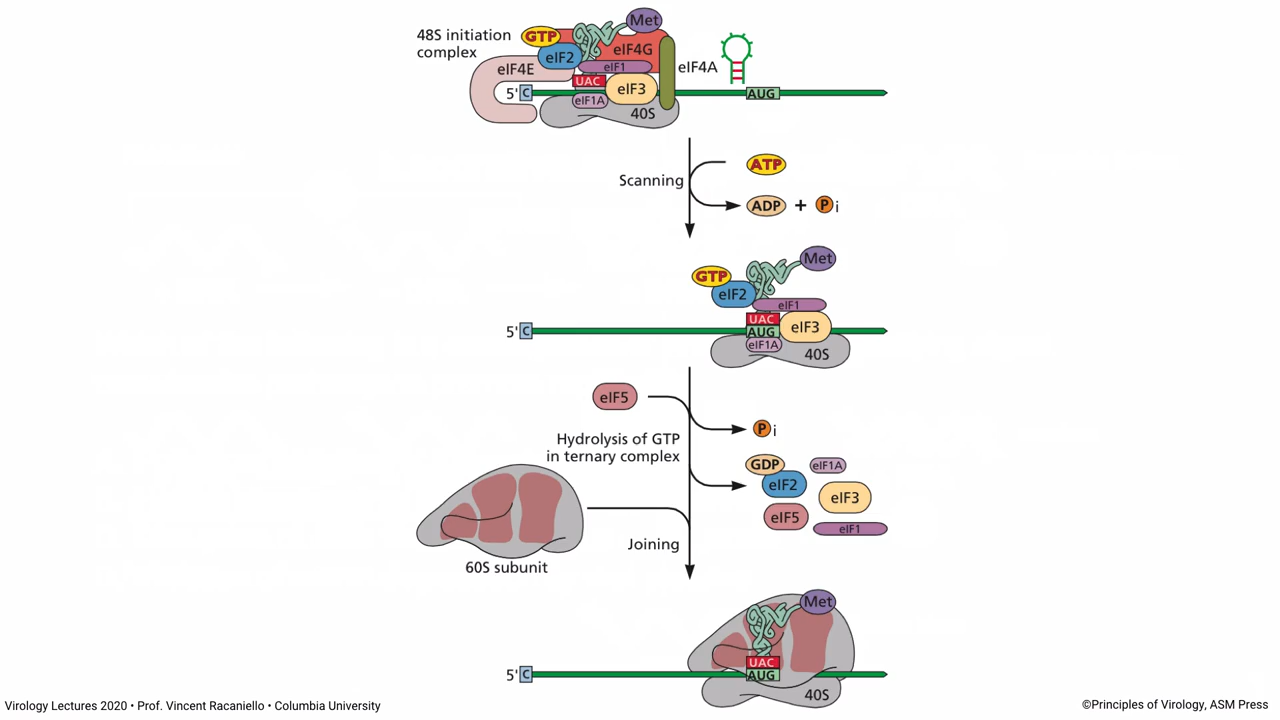 48S initiation
complex
GTP
Met
eIF2
eIF4G
eIF4E
eIF1
eIF4A
UAC
eIF3
5' C
eIF1A
40S
AUG
Scanning
ATP
ADP + Pi
GTP
Met
eIF2
eIF1
UAC
eIF3
5' C
AUG
eIF1A
40S
eIF5
Pi
Hydrolysis of GTP
in ternary complex
GDP
eIF1A
eIF2
eIF3
eIF5
eIF1
Joining
60S subunit
Met
UAC
5' C
AUG
40S
Virology Lectures 2020 • Prof. Vincent Racaniello • Columbia University
©Principles of Virology, ASM Press